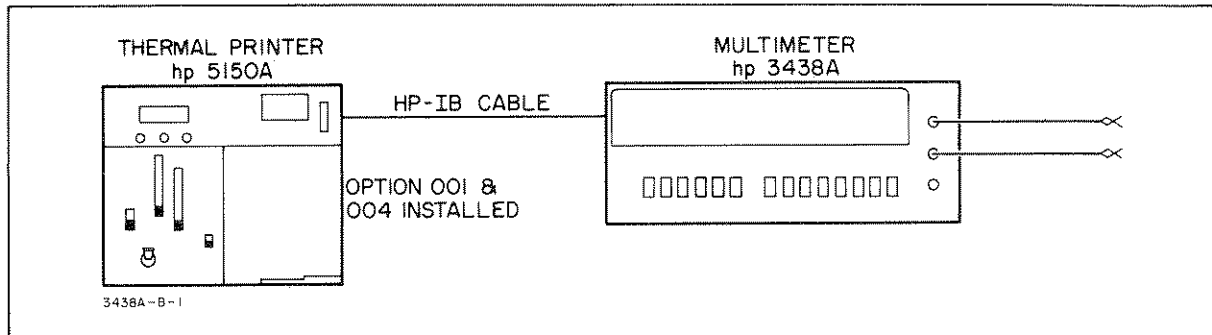 THERMAL PRINTER
hp 5150A
MULTIMETER
hp 3438A
HP-IB CABLE
OPTION 001 &
004 INSTALLED
3438A-B-1